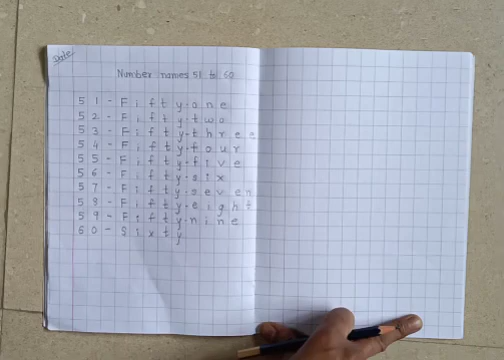 Date
Number names 51 to 60
51-Fifty-one
52-Fifty-two
53-Fifty-three
54-Fifty-four
55-Fifty-five
56-Fifty-six
57-Fifty-seven
58-Fifty-eight
59-Fifty-nine
60-Sixty